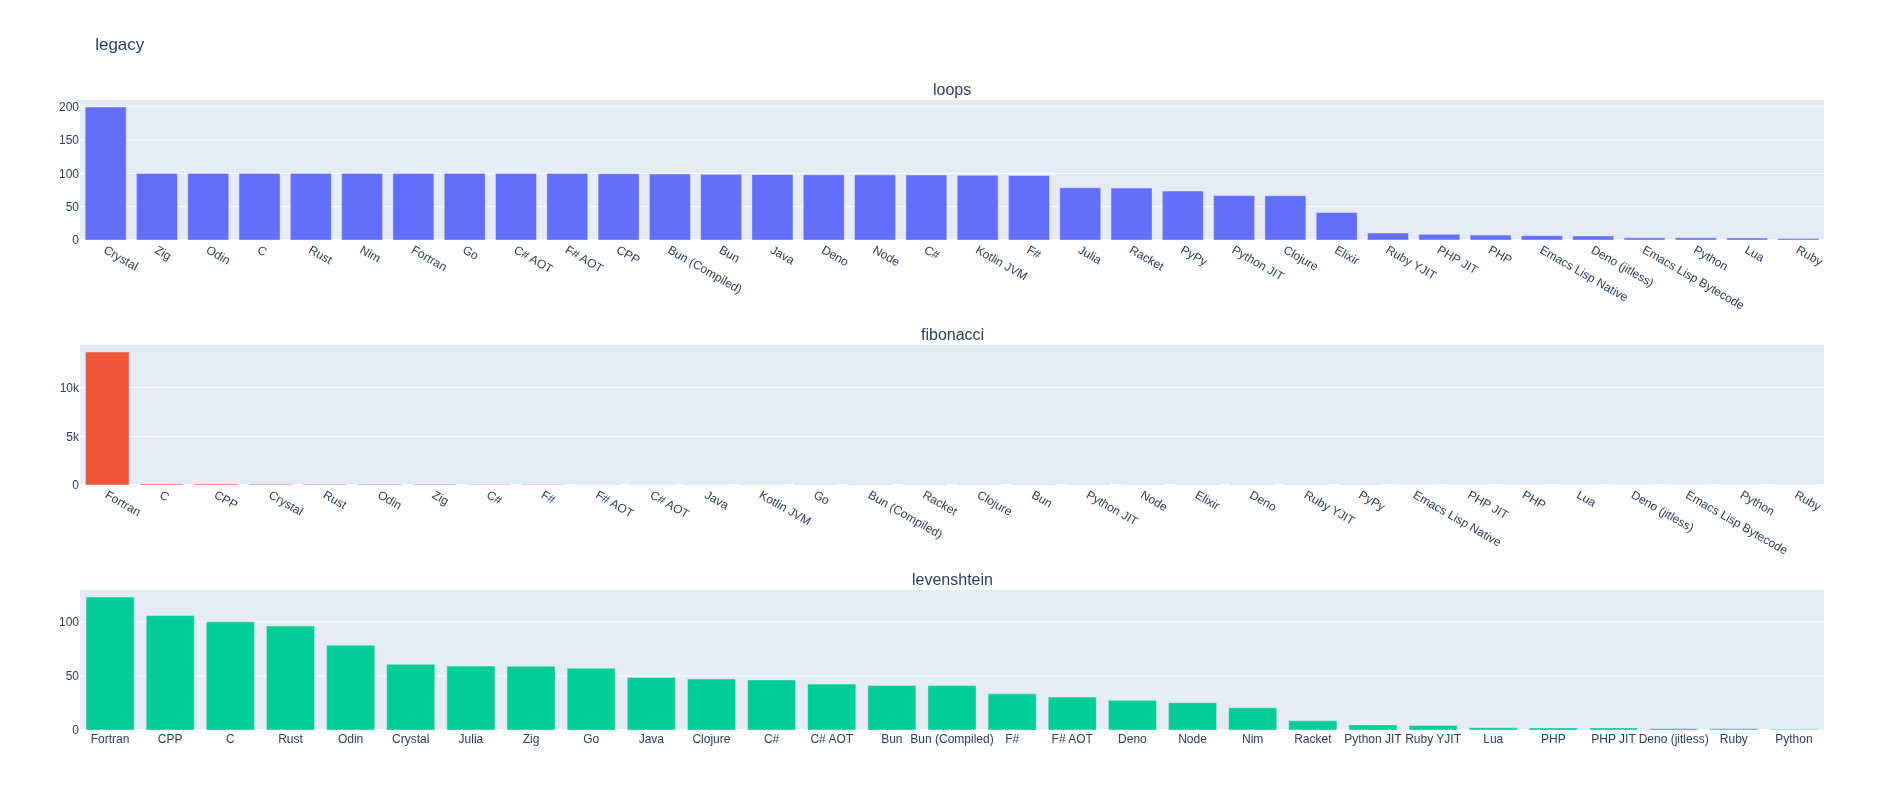 legacy
loops
200
150
100
50
0
Crystal Zig Odin C Rust Nim Fortran Go C# AOT F# AOT CPP Bun (Compiled) Bun Java Deno Node C# Kotlin JVM F# Julia Racket PyPy Python JIT Clojure Elixir Ruby YJIT PHP JIT PHP Emacs Lisp Native Deno (jitless) Emacs Lisp Bytecode Python Lua Ruby
fibonacci
10k
5k
0
Fortran C CPP Crystal Rust Odin Zig C# F# F# AOT C# AOT Java Kotlin JVM Go Bun (Compiled) Racket Clojure Bun Python JIT Node Elixir Deno Ruby YJIT PyPy Emacs Lisp Native PHP JIT PHP Lua Deno (jitless) Emacs Lisp Bytecode Python Ruby
levenshtein
100
50
0
Fortran CPP C Rust Odin Crystal Julia Zig Go Java Clojure C# C# AOT Bun Bun (Compiled) F# F# AOT Deno Node Nim Racket Python JIT Ruby YJIT Lua PHP PHP JIT Deno (jitless) Ruby Python